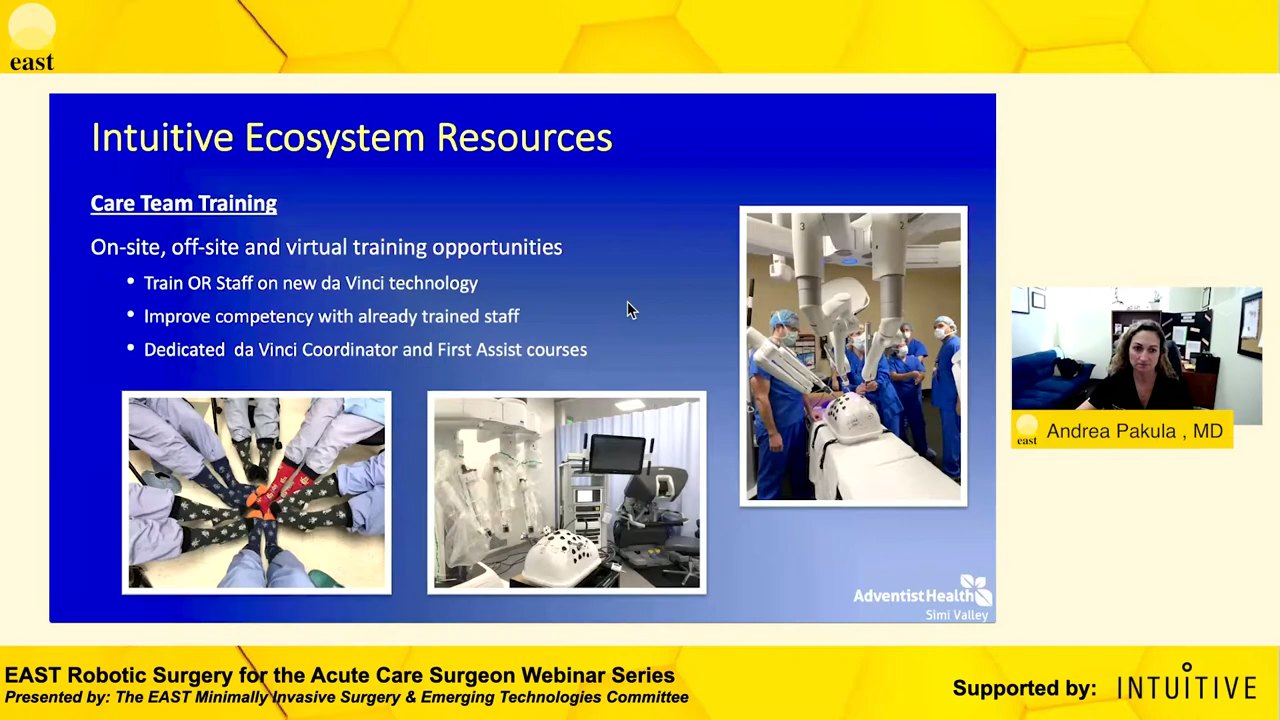 east
Intuitive Ecosystem Resources
Care Team Training
On-site, off-site and virtual training opportunities
• Train OR Staff on new da Vinci technology
• Improve competency with already trained staff
• Dedicated da Vinci Coordinator and First Assist courses
3
2
AdventistHealth
Simi Valley
east
Andrea Pakula , MD
EAST Robotic Surgery for the Acute Care Surgeon Webinar Series
Presented by: The EAST Minimally Invasive Surgery & Emerging Technologies Committee
Supported by:
INTUITIVE